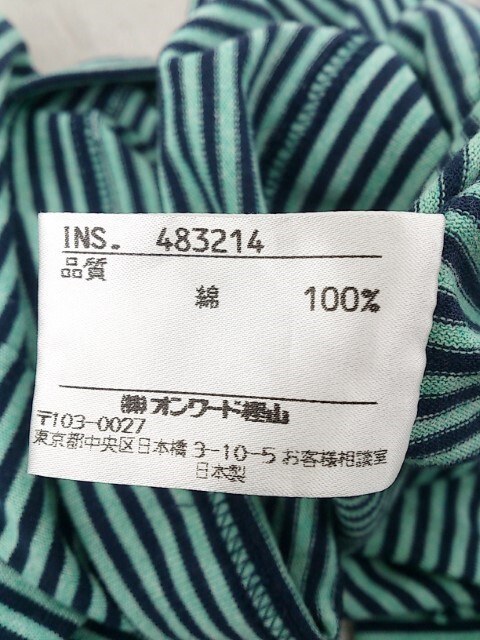 INS. 483214
品質
綿 100%
㈱オンワード樫山
〒103-0027
東京都中央区日本橋 3-10-5 お客様相談室
日本製